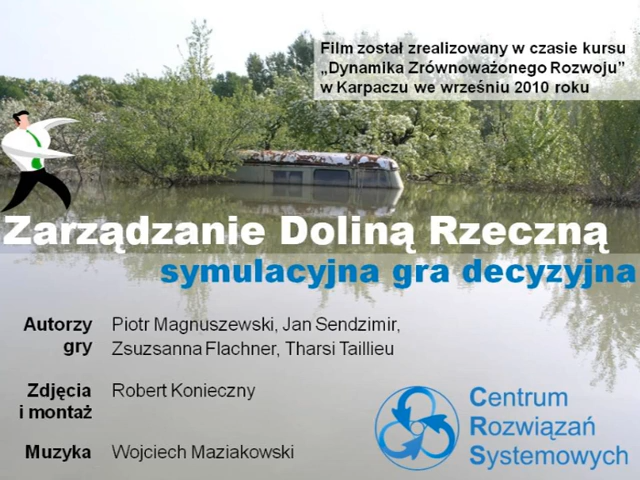 Film został zrealizowany w czasie kursu
„Dynamika Zrównoważonego Rozwoju”
w Karpaczu we wrześniu 2010 roku
Zarządzanie Doliną Rzeczną
symulacyjna gra decyzyjna
Autorzy gry Piotr Magnuszewski, Jan Sendzimir,
Zsuzsanna Flachner, Tharsi Taillieu
Zdjęcia i montaż Robert Konieczny
Muzyka Wojciech Maziakowski
Centrum
Rozwiązań
Systemowych